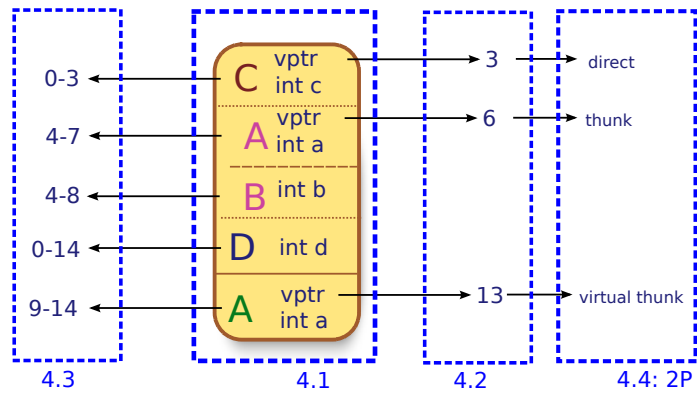 vptr
int c
C
0-3
3
direct
vptr
int a
A
4-7
6
thunk
B
int b
4-8
D
int d
0-14
vptr
int a
A
9-14
13
virtual thunk
4.3
4.1
4.2
4.4: 2P